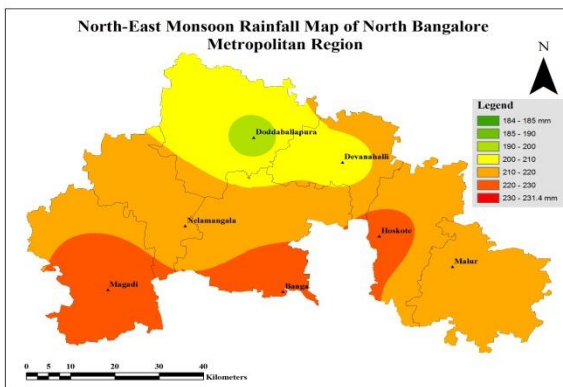 North-East Monsoon Rainfall Map of North Bangalore
Metropolitan Region
N
Legend
184 - 185 mm
185 - 190
190 - 200
200 - 210
210 - 220
220 - 230
230 - 231.4 mm
Doddaballapura
Devanahalli
Nelamangala
Hoskote
Malur
Magadi
Banga
0 5 10 20 30 40
Kilometers